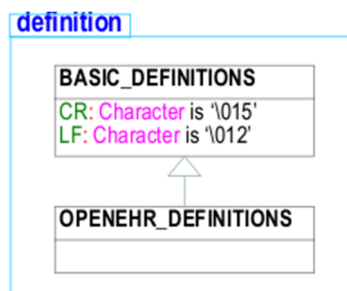 definition
BASIC_DEFINITIONS
CR: Character is '\015'
LF: Character is '\012'
OPENEHR_DEFINITIONS